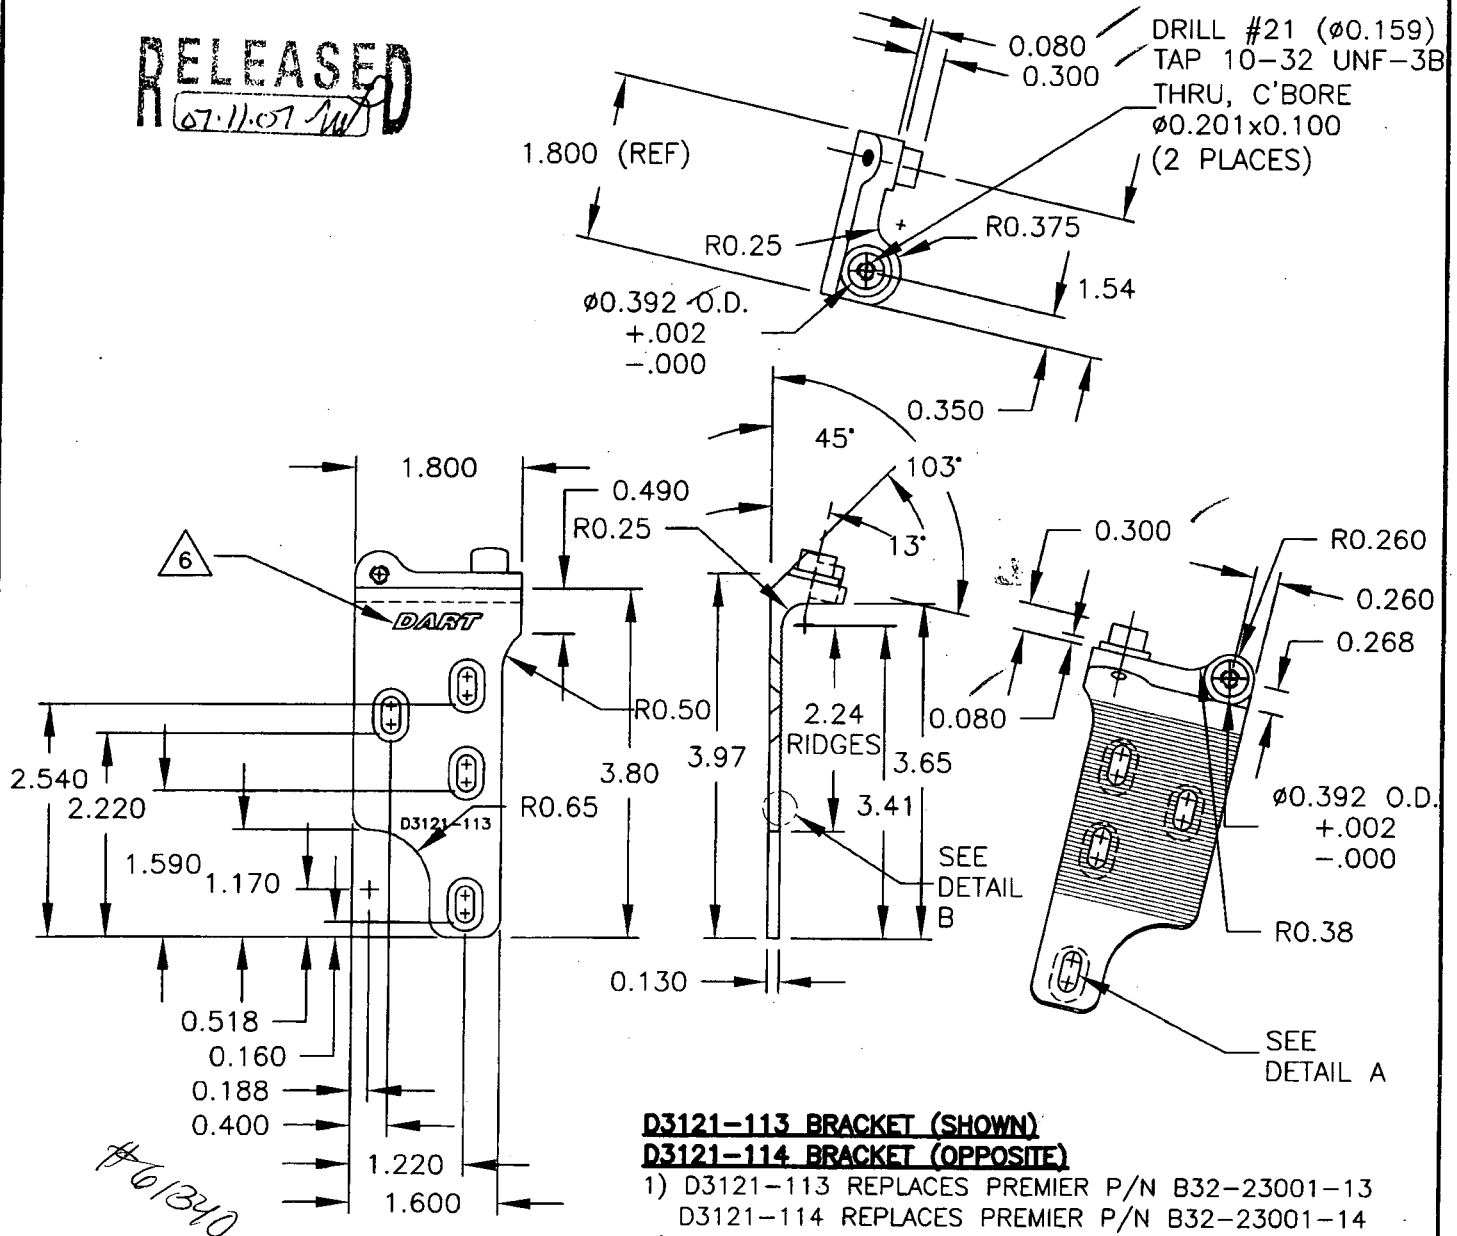 RELEASED
07.11.07
0.080
0.300
DRILL #21 (ø0.159)
TAP 10-32 UNF-3B
THRU, C'BORE
ø0.201x0.100
(2 PLACES)
1.800 (REF)
R0.25
R0.375
1.54
ø0.392 O.D.
+.002
-.000
0.350
45°
103°
13°
1.800
0.490
R0.25
6
DART
0.300
R0.260
0.260
0.268
R0.50
0.080
2.24
RIDGES
3.97
3.65
3.80
3.41
2.540
2.220
R0.65
D3121-113
1.590
1.170
ø0.392 O.D.
+.002
-.000
SEE
DETAIL
B
R0.38
0.130
0.518
0.160
0.188
0.400
1.220
1.600
SEE
DETAIL A
#61340
D3121-113 BRACKET (SHOWN)
D3121-114 BRACKET (OPPOSITE)
1) D3121-113 REPLACES PREMIER P/N B32-23001-13
D3121-114 REPLACES PREMIER P/N B32-23001-14